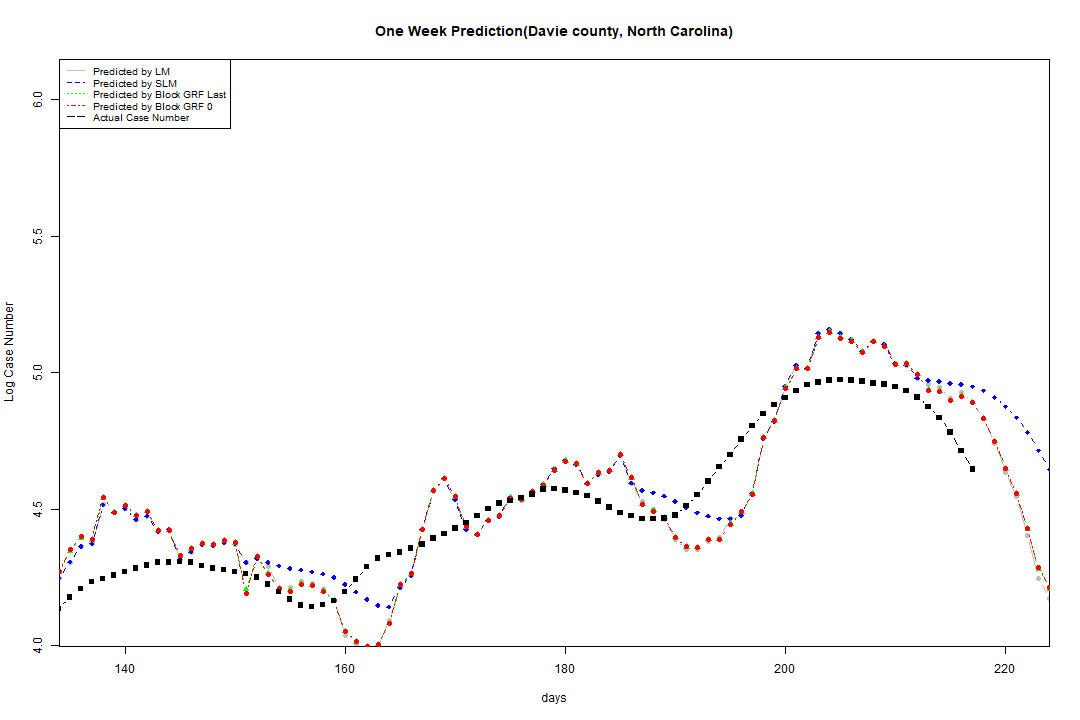 One Week Prediction(Davie county, North Carolina)
Predicted by LM
Predicted by SLM
Predicted by Block GRF Last
Predicted by Block GRF 0
Actual Case Number
6.0
5.5
5.0
4.5
4.0
Log Case Number
140 160 180 200 220
days